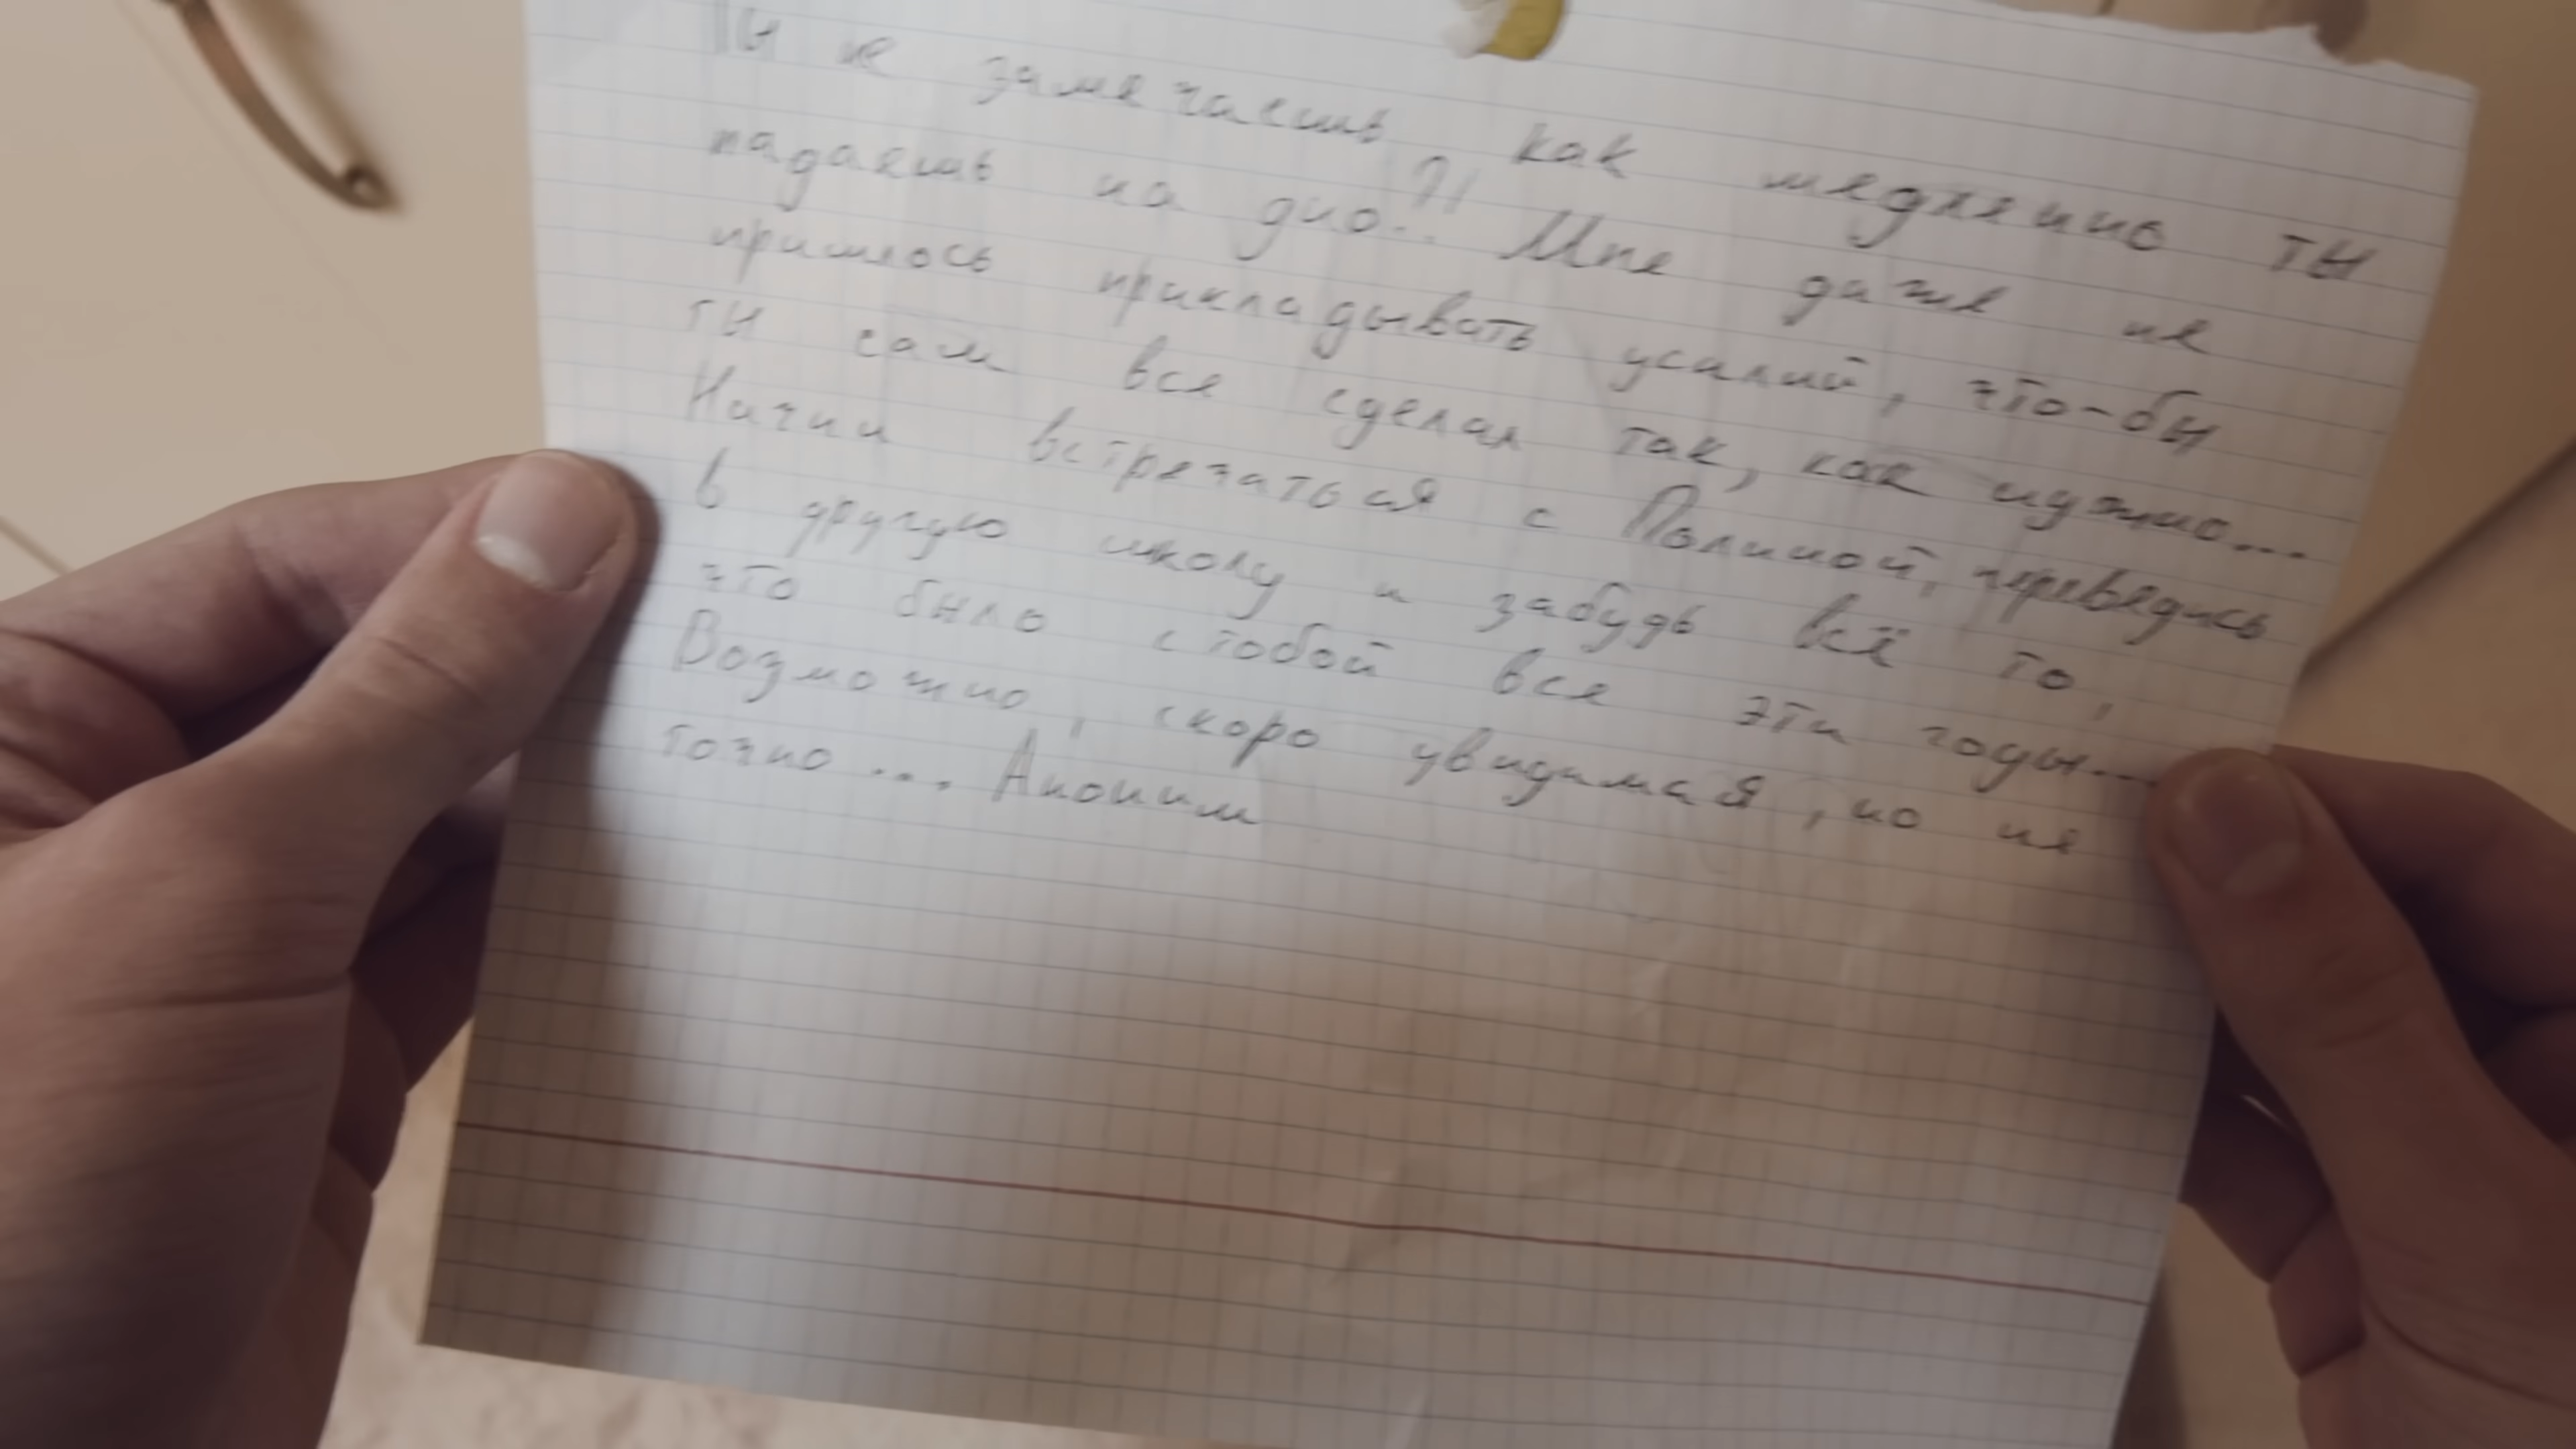 Ты не замечаешь, как медленно ты
падаешь на дно?! Мне даже не
пришлось прикладывать усилий, что-бы
ты сам все сделал так, как нужно...
Начни встречаться с Полиной, переведись
в другую школу и забудь всё то,
что было с тобой все эти годы...
Возможно, скоро увидимся, но не
точно... Аноним